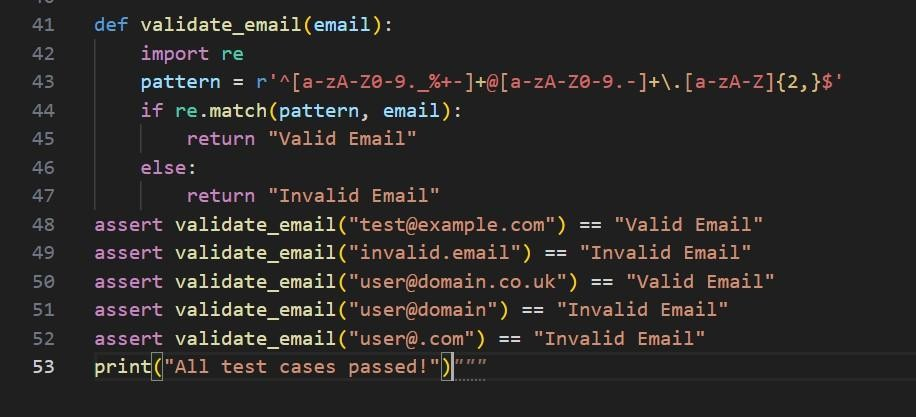 41 def validate_email(email):
42     import re
43     pattern = r'^[a-zA-Z0-9._%+-]+@[a-zA-Z0-9.-]+\.[a-zA-Z]{2,}$'
44     if re.match(pattern, email):
45         return "Valid Email"
46     else:
47         return "Invalid Email"
48 assert validate_email("test@example.com") == "Valid Email"
49 assert validate_email("invalid.email") == "Invalid Email"
50 assert validate_email("user@domain.co.uk") == "Valid Email"
51 assert validate_email("user@domain") == "Invalid Email"
52 assert validate_email("user@.com") == "Invalid Email"
53 print("All test cases passed!")"""